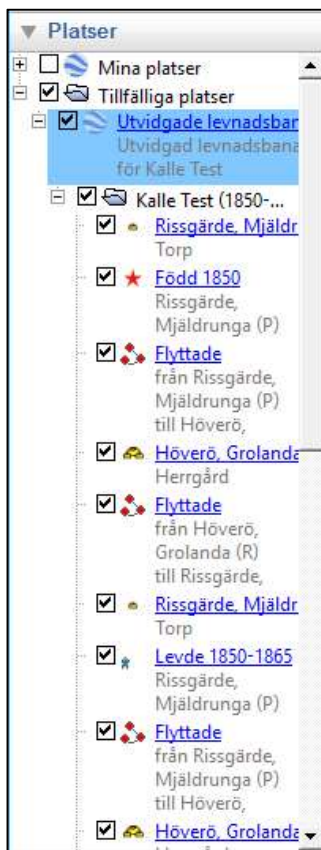 Platser
Mina platser
Tillfälliga platser
Utvidgade levnadsbar
Utvidgad levnadsbana
för Kalle Test
Kalle Test (1850-...
Rissgärde, Mjäldr
Torp
Född 1850
Rissgärde,
Mjäldrunga (P)
Flyttade
från Rissgärde,
Mjäldrunga (P)
till Höverö,
Höverö, Grolanda
Herrgård
Flyttade
från Höverö,
Grolanda (R)
till Rissgärde,
Rissgärde, Mjäldr
Torp
Levde 1850-1865
Rissgärde,
Mjäldrunga (P)
Flyttade
från Rissgärde,
Mjäldrunga (P)
till Höverö,
Höverö, Grolanda